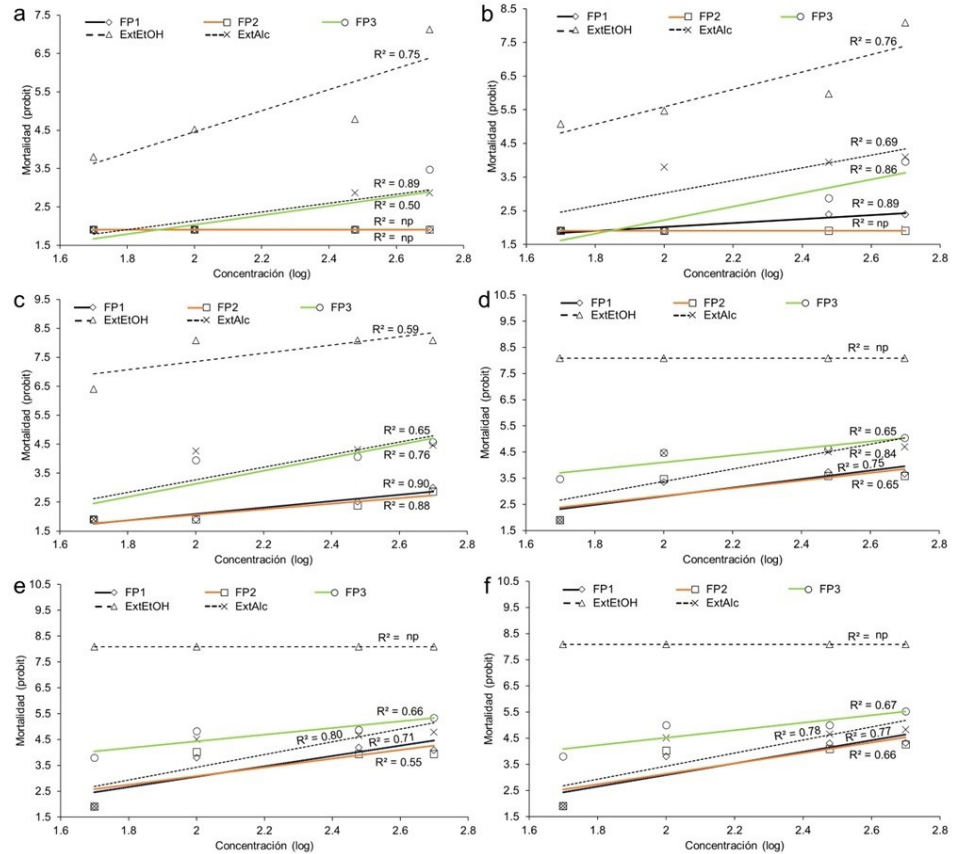 a
FP1 FP2 FP3
ExtEtOH ExtAlc
7.5
6.5
5.5
4.5
3.5
2.5
1.5
Mortalidad (probit)
R² = 0.75
R² = 0.89
R² = 0.50
R² = np
R² = np
1.6 1.8 2 2.2 2.4 2.6 2.8
Concentración (log)
b
FP1 FP2 FP3
ExtEtOH ExtAlc
8.5
7.5
6.5
5.5
4.5
3.5
2.5
1.5
Mortalidad (probit)
R² = 0.76
R² = 0.69
R² = 0.86
R² = 0.89
1.6 1.8 2 2.2 2.4 2.6 2.8
Concentración (log)
c
FP1 FP2 FP3
ExtEtOH ExtAlc
9.5
8.5
7.5
6.5
5.5
4.5
3.5
2.5
1.5
Mortalidad (probit)
R² = 0.59
R² = 0.65
R² = 0.76
R² = 0.90
R² = 0.88
1.6 1.8 2 2.2 2.4 2.6 2.8
Concentración (log)
d
FP1 FP2 FP3
ExtEtOH ExtAlc
10.5
9.5
8.5
7.5
6.5
5.5
4.5
3.5
2.5
1.5
Mortalidad (probit)
R² = np
R² = 0.65
R² = 0.84
R² = 0.75
R² = 0.65
1.6 1.8 2 2.2 2.4 2.6 2.8
Concentración (log)
e
FP1 FP2 FP3
ExtEtOH ExtAlc
10.5
9.5
8.5
7.5
6.5
5.5
4.5
3.5
2.5
1.5
Mortalidad (probit)
R² = np
R² = 0.66
R² = 0.80
R² = 0.71
R² = 0.55
1.6 1.8 2 2.2 2.4 2.6 2.8
Concentración (log)
f
FP1 FP2 FP3
ExtEtOH ExtAlc
10.5
9.5
8.5
7.5
6.5
5.5
4.5
3.5
2.5
1.5
Mortalidad (probit)
R² = np
R² = 0.67
R² = 0.78
R² = 0.77
R² = 0.66
1.6 1.8 2 2.2 2.4 2.6 2.8
Concentración (log)